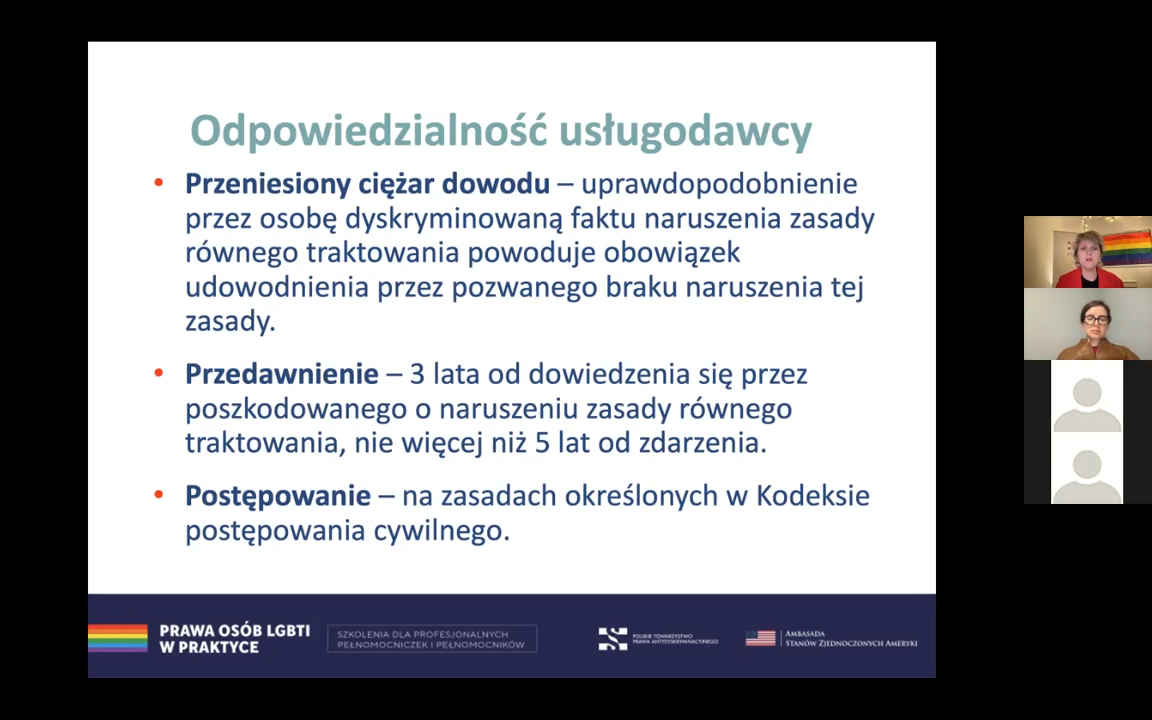 Odpowiedzialność usługodawcy
• Przeniesiony ciężar dowodu – uprawdopodobnienie
przez osobę dyskryminowaną faktu naruszenia zasady
równego traktowania powoduje obowiązek
udowodnienia przez pozwanego braku naruszenia tej
zasady.
• Przedawnienie – 3 lata od dowiedzenia się przez
poszkodowanego o naruszeniu zasady równego
traktowania, nie więcej niż 5 lat od zdarzenia.
• Postępowanie – na zasadach określonych w Kodeksie
postępowania cywilnego.
PRAWA OSÓB LGBTI
W PRAKTYCE
SZKOLENIA DLA PROFESJONALNYCH
PEŁNOMOCNICZEK I PEŁNOMOCNIKÓW
POLSKIE TOWARZYSTWO
PRAWA ANTYDYSKRYMINACYJNEGO
AMBASADA
STANÓW ZJEDNOCZONYCH AMERYKI